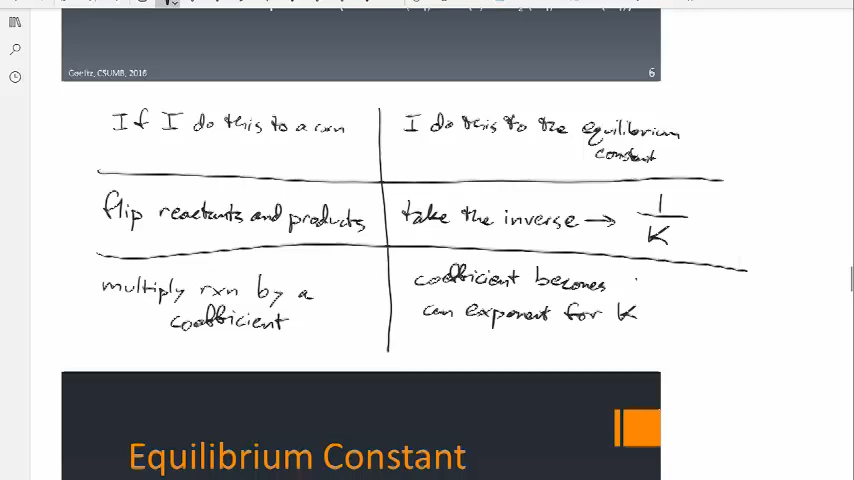 Goeltz, CSUMB, 2016
6
If I do this to a rxn
I do this to the equilibrium
constant
flip reactants and products
take the inverse → 1/K
multiply rxn by a
coefficient
coefficient becomes
an exponent for K
Equilibrium Constant